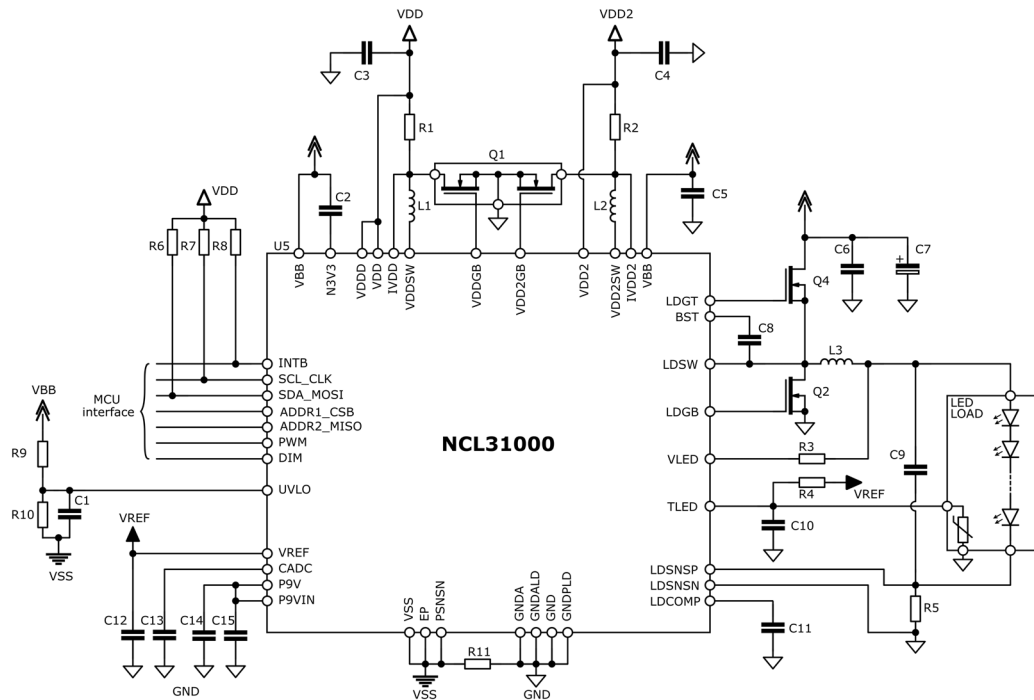 VDD
VDD2
C3
C4
R1
R2
Q1
C2
L1
L2
C5
VDD
R6
R7
R8
U5
VBB
N3V3
VDDD
VDD
IVDD
VDDSW
VDDGB
VDD2GB
VDD2
VDD2SW
IVDD2
VBB
C6
+
C7
Q4
LDGT
BST
C8
L3
LDSW
Q2
LDGB
INTB
SCL_CLK
SDA_MOSI
ADDR1_CSB
ADDR2_MISO
PWM
DIM
MCU
interface
VBB
R9
R10
C1
VSS
UVLO
NCL31000
LED
LOAD
VLED
R3
C9
R4
VREF
TLED
C10
VREF
VREF
CADC
P9V
P9VIN
C12
C13
C14
C15
GND
VSS
EP
PSNSN
GNDA
GNDALD
GND
GNDPLD
R11
VSS
GND
LDSNSP
LDSNSN
LDCOMP
R5
C11